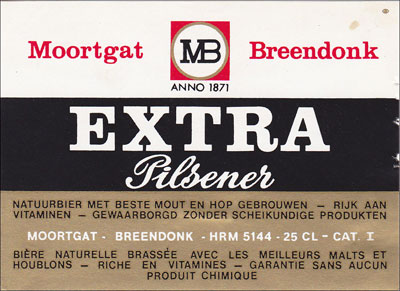 Moortgat MB Breendonk
ANNO 1871
EXTRA
Pilsener
NATUURBIER MET BESTE MOUT EN HOP GEBROUWEN — RIJK AAN
VITAMINEN — GEWAARBORGD ZONDER SCHEIKUNDIGE PRODUKTEN
MOORTGAT - BREENDONK - HRM 5144 - 25 CL - CAT. I
BIÈRE NATURELLE BRASSÉE AVEC LES MEILLEURS MALTS ET
HOUBLONS — RICHE EN VITAMINES — GARANTIE SANS AUCUN
PRODUIT CHIMIQUE